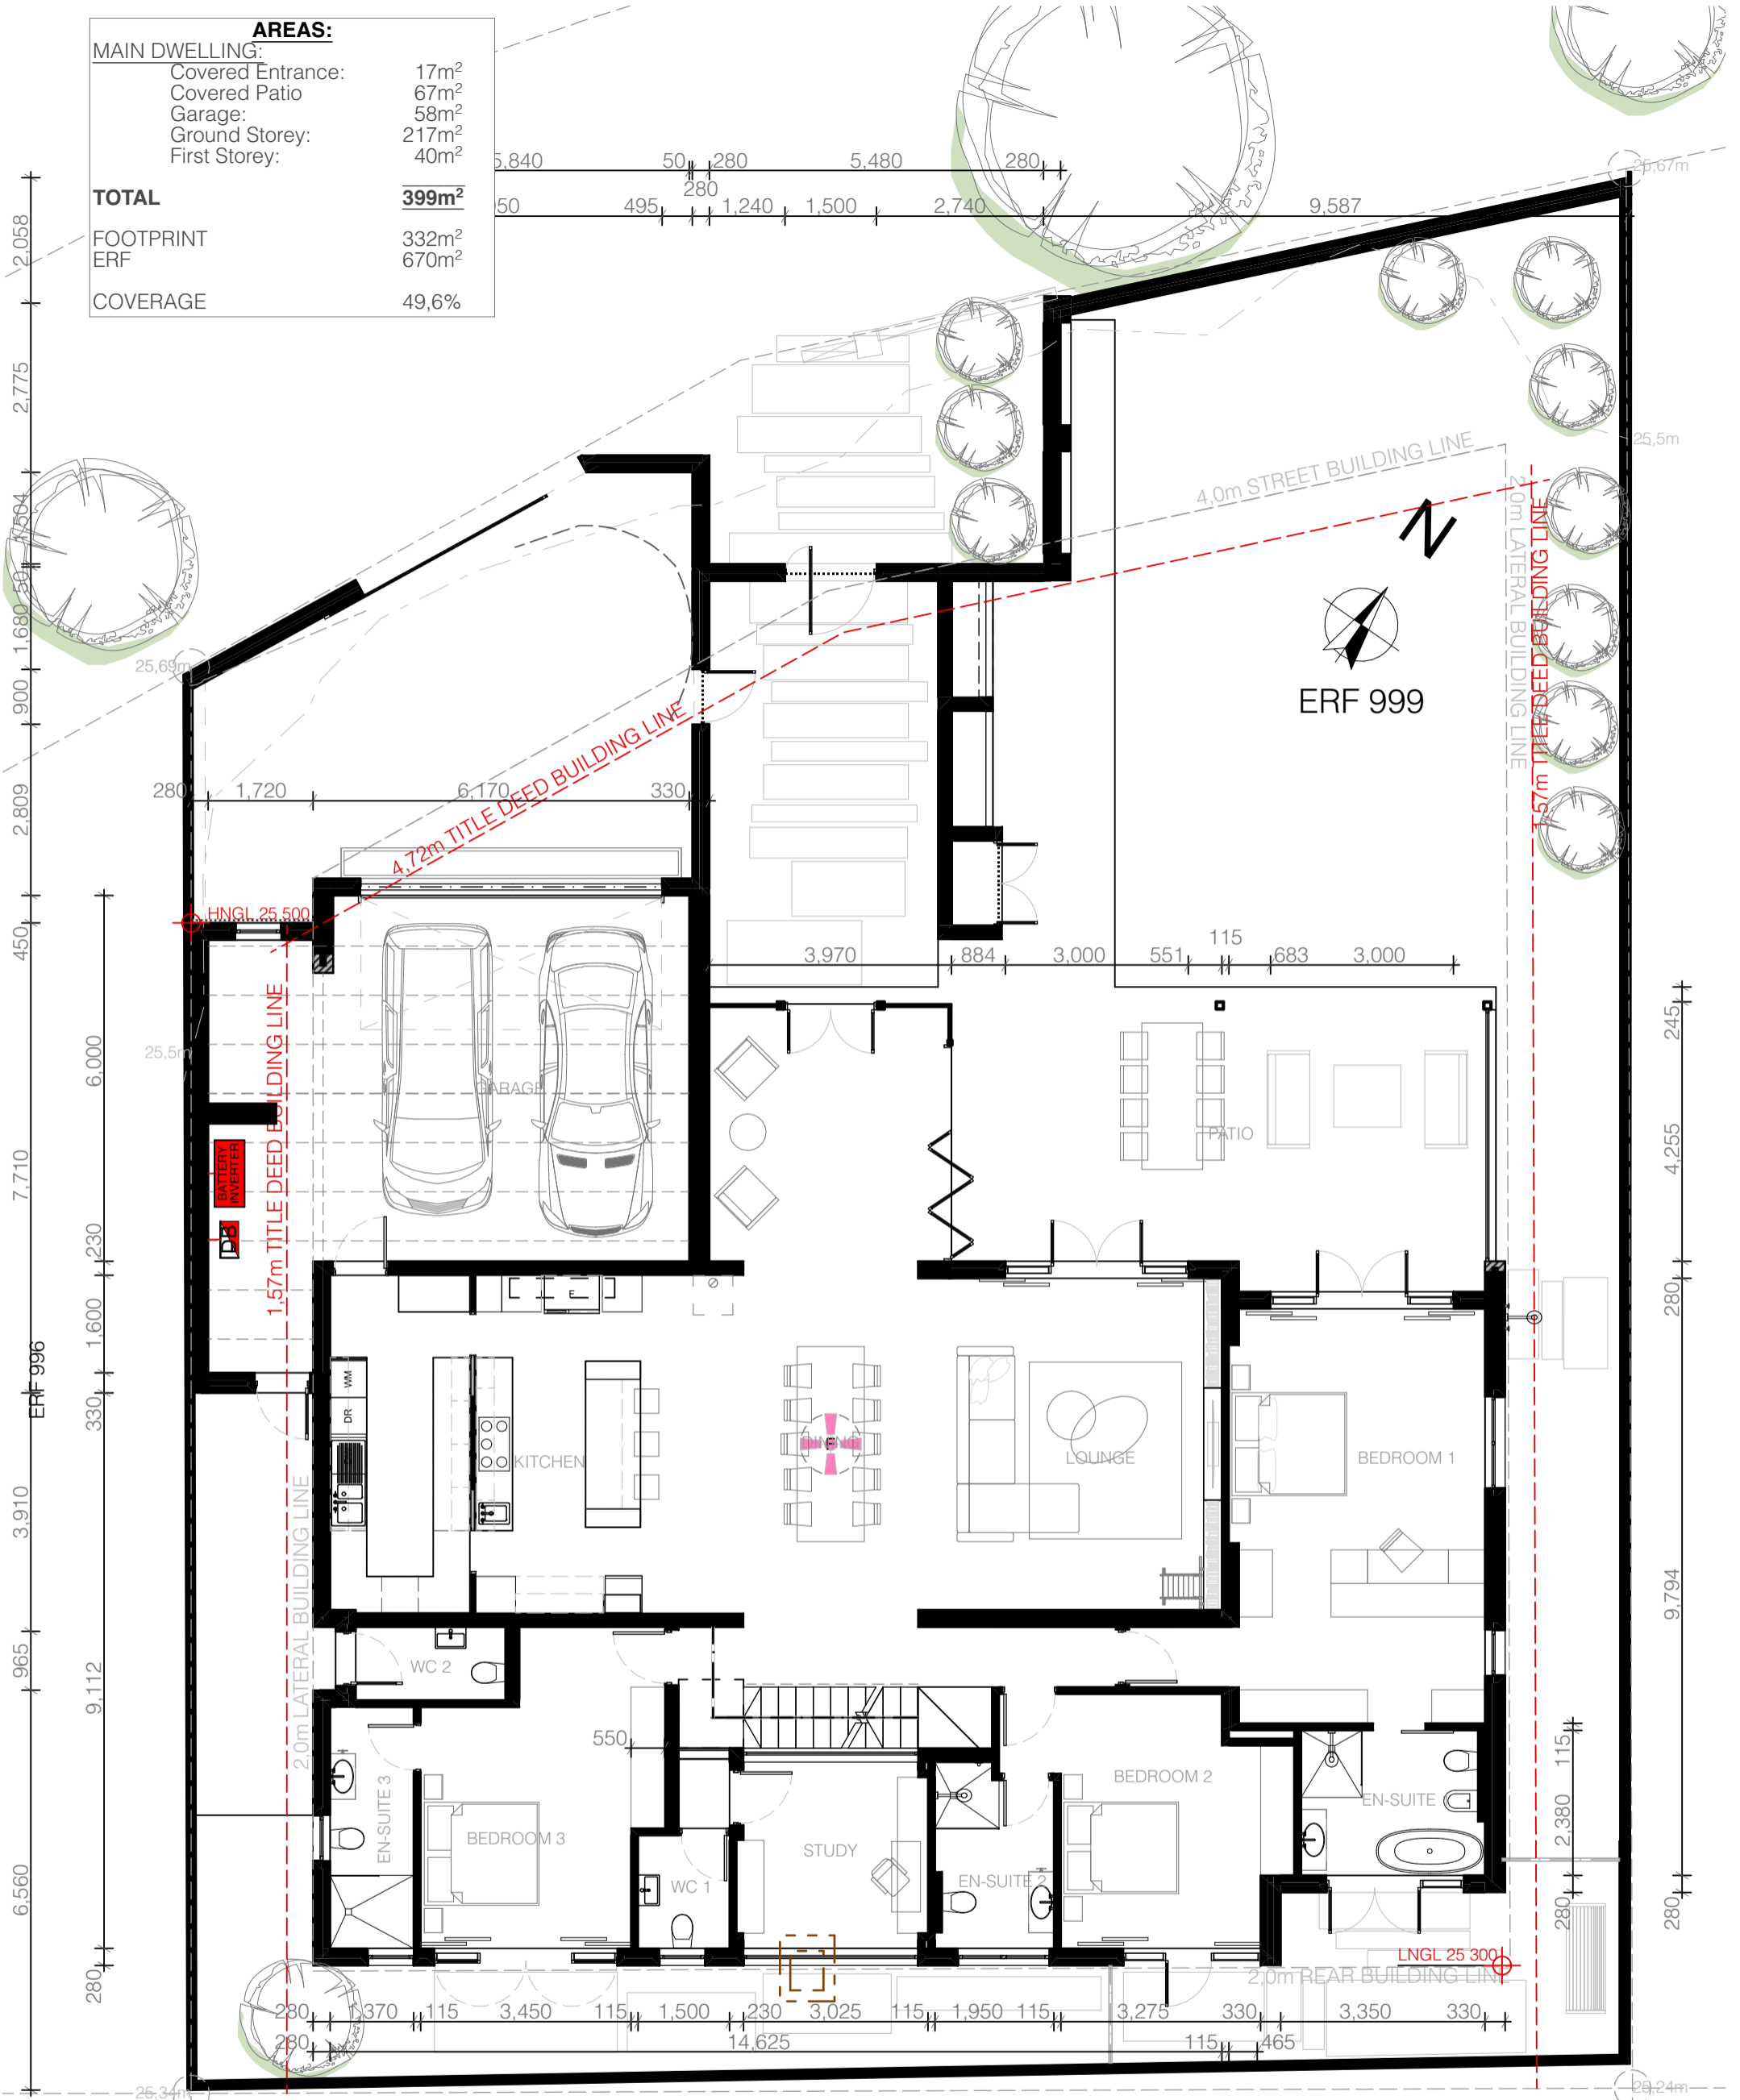 AREAS:
MAIN DWELLING:
Covered Entrance: 17m²
Covered Patio 67m²
Garage: 58m²
Ground Storey: 217m²
First Storey: 40m²
TOTAL 399m²
FOOTPRINT 332m²
ERF 670m²
COVERAGE 49,6%
5,840 50 280 5,480 280
280
950 495 1,240 1,500 2,740 9,587
25,67m
2,058
2,775
50
1,680
900
2,809
450
7,710
3,910
965
6,560
ERF 996
25,5m
4,0m STREET BUILDING LINE
2,0m LATERAL BUILDING LINE
1,57m TITLE DEED BUILDING LINE
N
ERF 999
25,69m
280 1,720 6,170 330
4,72m TITLE DEED BUILDING LINE
HNGL 25 500
25,5m
1,57m TITLE DEED BUILDING LINE
BATTERY
INVERTER
DB
GARAGE
3,970 884 3,000 551 115 683 3,000
PATIO
6,000
230
1,600
330
9,112
280
245
4,255
280
9,794
280
F
WM
DR
KITCHEN
DINING
LOUNGE
BEDROOM 1
2,0m LATERAL BUILDING LINE
WC 2
550
EN-SUITE 3
BEDROOM 3
WC 1
STUDY
EN-SUITE 2
BEDROOM 2
EN-SUITE
115
2,380
280
LNGL 25 300
2,0m REAR BUILDING LINE
230 1,370 115 3,450 115 1,500 230 3,025 115 1,950 115 3,275 330 3,350 330
280 14,625 115 465
25,34m
25,24m